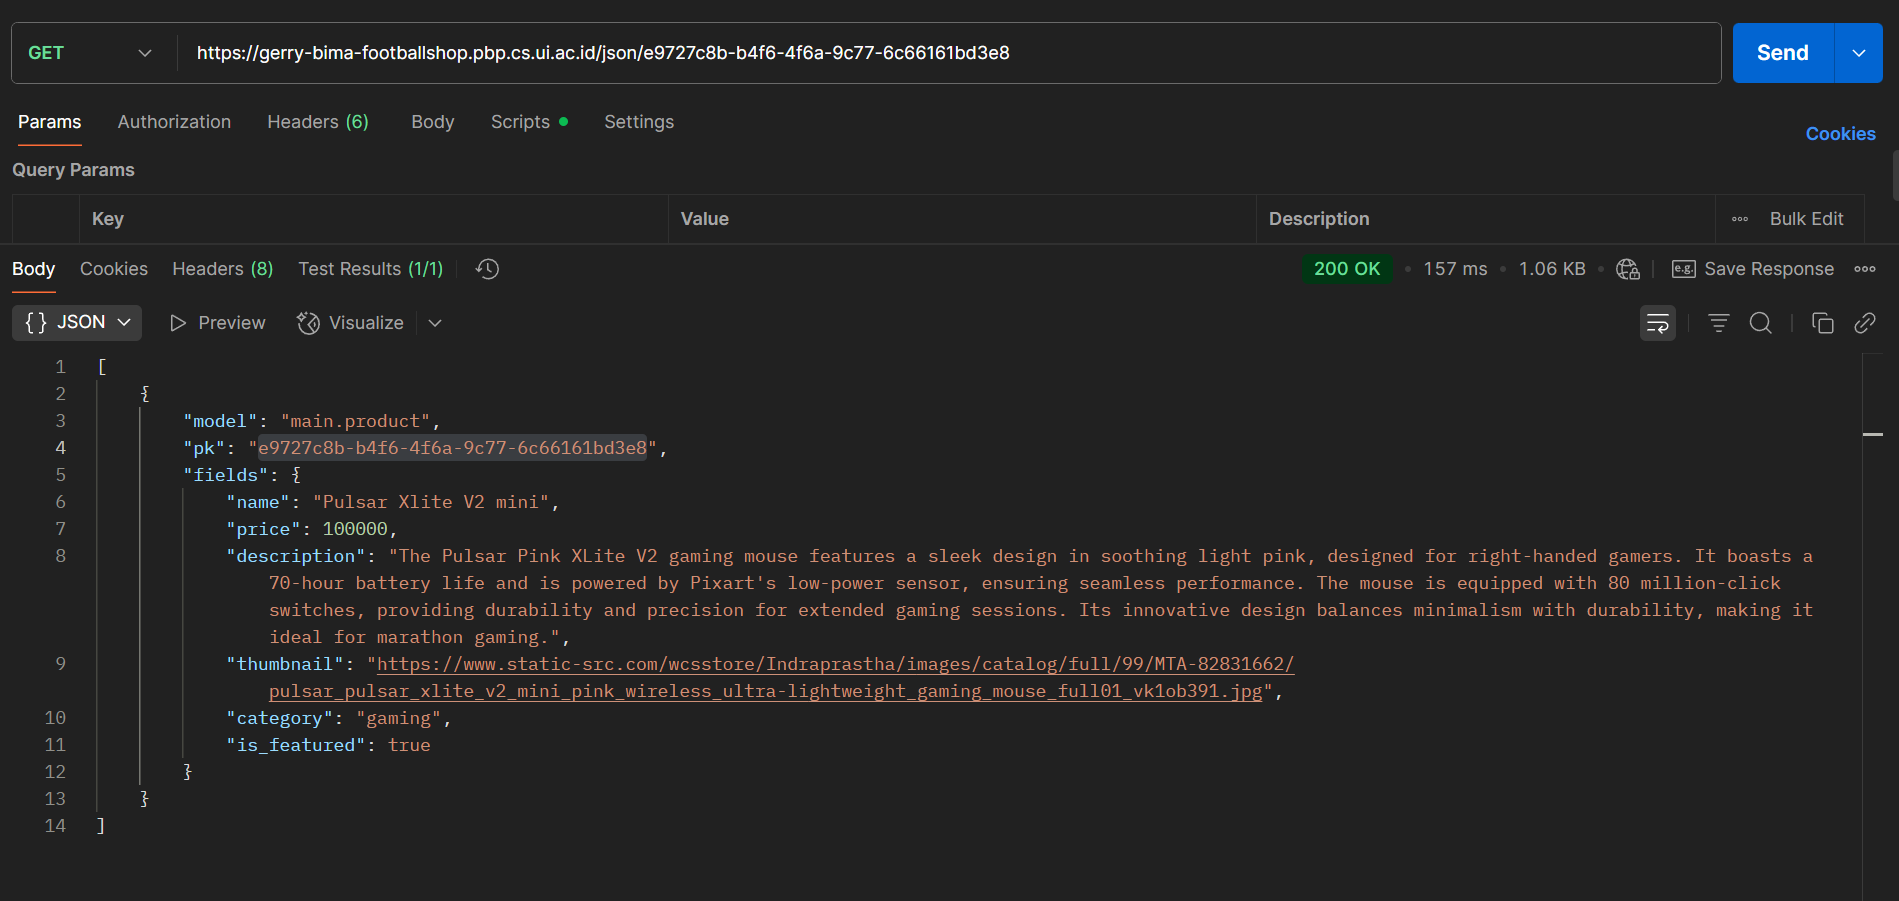 GET https://gerry-bima-footballshop.pbp.cs.ui.ac.id/json/e9727c8b-b4f6-4f6a-9c77-6c66161bd3e8 Send
Params Authorization Headers (6) Body Scripts Settings Cookies
Query Params
Key Value Description Bulk Edit
Body Cookies Headers (8) Test Results (1/1) 200 OK 157 ms 1.06 KB e.g. Save Response
{} JSON Preview Visualize
1 [
2 {
3 "model": "main.product",
4 "pk": "e9727c8b-b4f6-4f6a-9c77-6c66161bd3e8",
5 "fields": {
6 "name": "Pulsar Xlite V2 mini",
7 "price": 100000,
8 "description": "The Pulsar Pink XLite V2 gaming mouse features a sleek design in soothing light pink, designed for right-handed gamers. It boasts a
70-hour battery life and is powered by Pixart's low-power sensor, ensuring seamless performance. The mouse is equipped with 80 million-click
switches, providing durability and precision for extended gaming sessions. Its innovative design balances minimalism with durability, making it
ideal for marathon gaming.",
9 "thumbnail": "https://www.static-src.com/wcsstore/Indraprastha/images/catalog/full/99/MTA-82831662/
pulsar_pulsar_xlite_v2_mini_pink_wireless_ultra-lightweight_gaming_mouse_full01_vk1ob391.jpg",
10 "category": "gaming",
11 "is_featured": true
12 }
13 }
14 ]